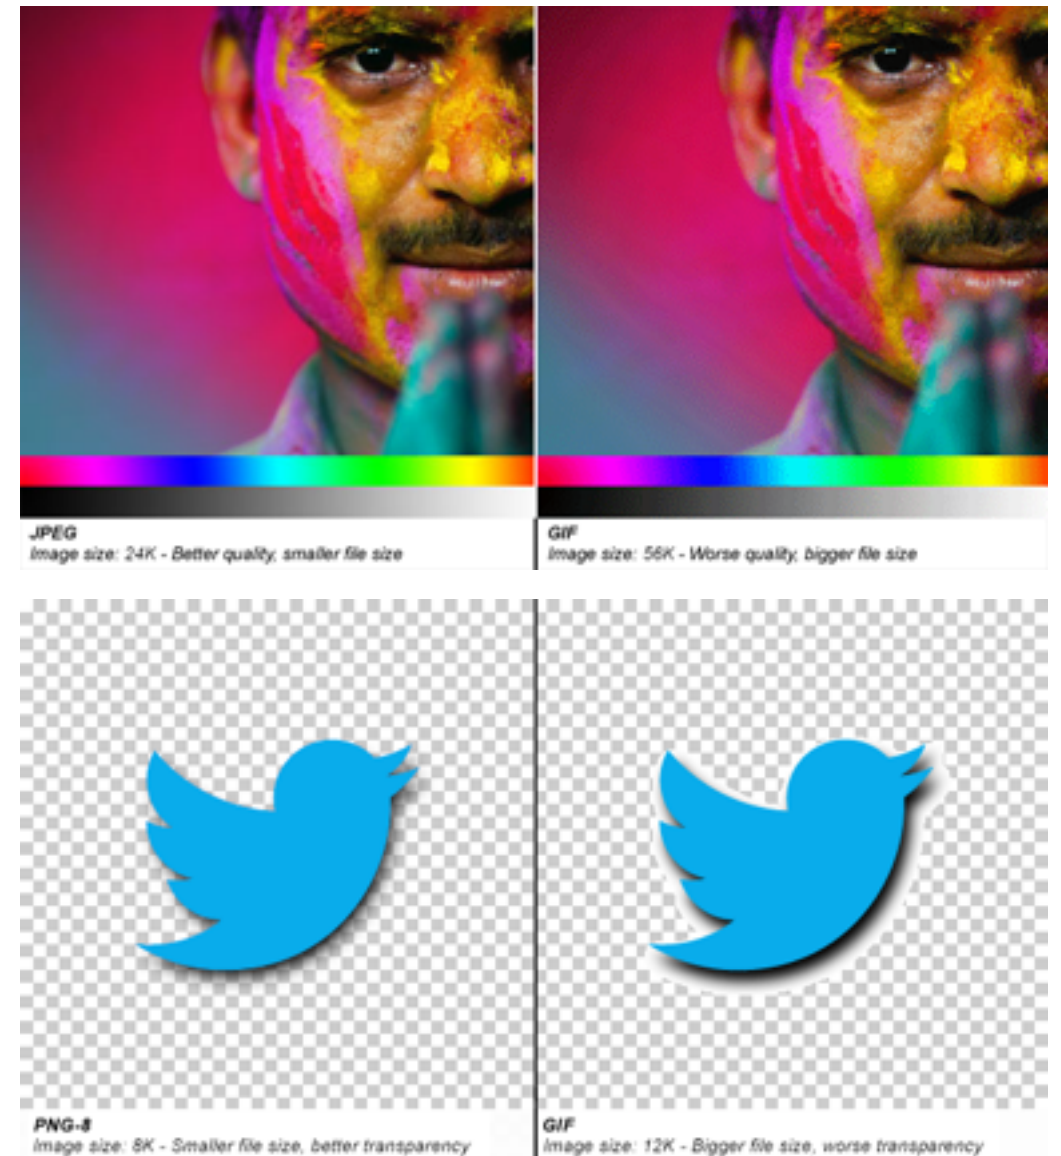 JPEG
Image size: 24K - Better quality, smaller file size
GIF
Image size: 56K - Worse quality, bigger file size
PNG-8
Image size: 8K - Smaller file size, better transparency
GIF
Image size: 12K - Bigger file size, worse transparency